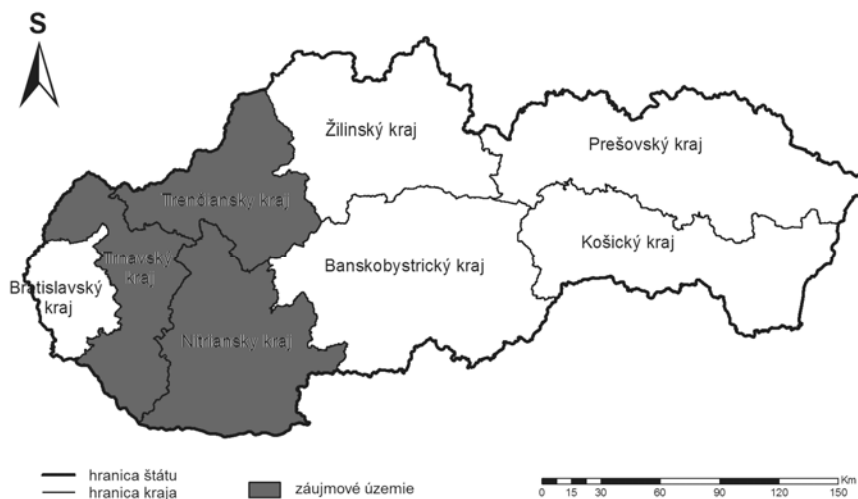 S
Žilinský kraj
Prešovský kraj
Trenčiansky kraj
Trnavský
kraj
Košický kraj
Banskobystrický kraj
Bratislavský
kraj
Nitriansky kraj
hranica štátu
hranica kraja
záujmové územie
0 15 30 60 90 120 150 Km